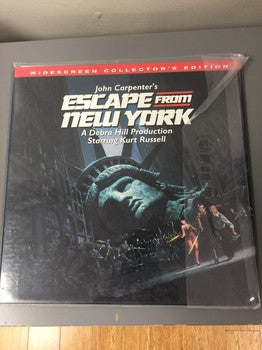 WIDESCREEN COLLECTOR'S EDITION
John Carpenter's
ESCAPE FROM
NEW YORK
A Debra Hill Production
Starring Kurt Russell